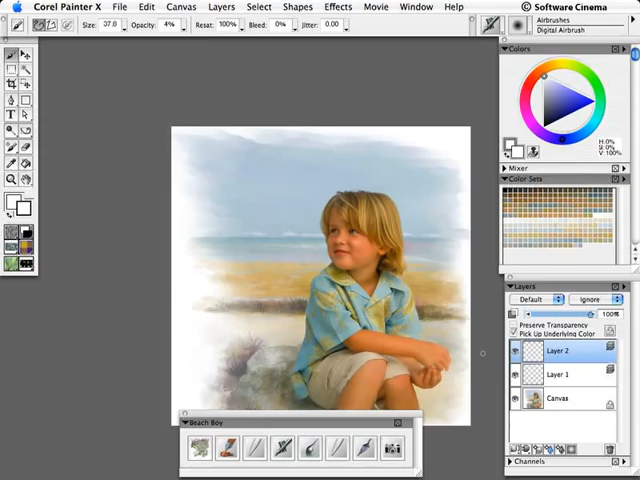 Corel Painter X File Edit Canvas Layers Select Shapes Effects Movie Window Help © Software Cinema
Size: 37.8 Opacity: 4% Resat: 100% Bleed: 0% Jitter: 0.00
Airbrushes
Digital Airbrush
Colors
H:0%
S:0%
V:100%
Mixer
Color Sets
Layers
Default Ignore
100%
Preserve Transparency
Pick Up Underlying Color
Layer 2
Layer 1
Canvas
Channels
Beach Boy